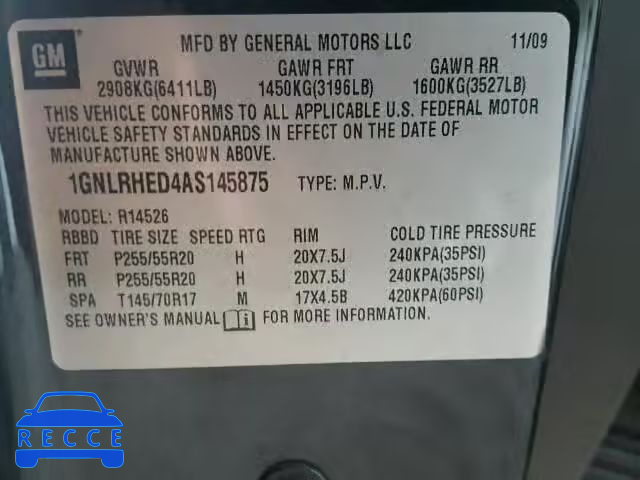 GM MFD BY GENERAL MOTORS LLC 11/09
GVWR GAWR FRT GAWR RR
2908KG(6411LB) 1450KG(3196LB) 1600KG(3527LB)
THIS VEHICLE CONFORMS TO ALL APPLICABLE U.S. FEDERAL MOTOR
VEHICLE SAFETY STANDARDS IN EFFECT ON THE DATE OF
MANUFACTURE SHOWN ABOVE.
1GNLRHED4AS145875 TYPE: M.P.V.
MODEL: R14526
RBBD TIRE SIZE SPEED RTG RIM COLD TIRE PRESSURE
FRT P255/55R20 H 20X7.5J 240KPA(35PSI)
RR P255/55R20 H 20X7.5J 240KPA(35PSI)
SPA T145/70R17 M 17X4.5B 420KPA(60PSI)
SEE OWNER'S MANUAL FOR MORE INFORMATION.
RECCE